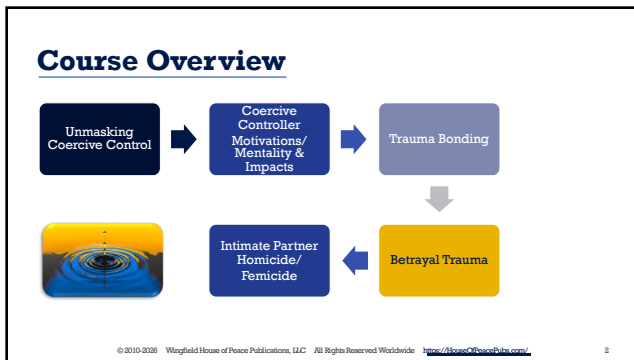 Course Overview
Unmasking
Coercive Control
Coercive
Controller
Motivations/
Mentality &
Impacts
Trauma Bonding
Betrayal Trauma
Intimate Partner
Homicide/
Femicide
© 2010-2026 Wingfield House of Peace Publications, LLC All Rights Reserved Worldwide https://HouseOfPeacePubs.com/ 2